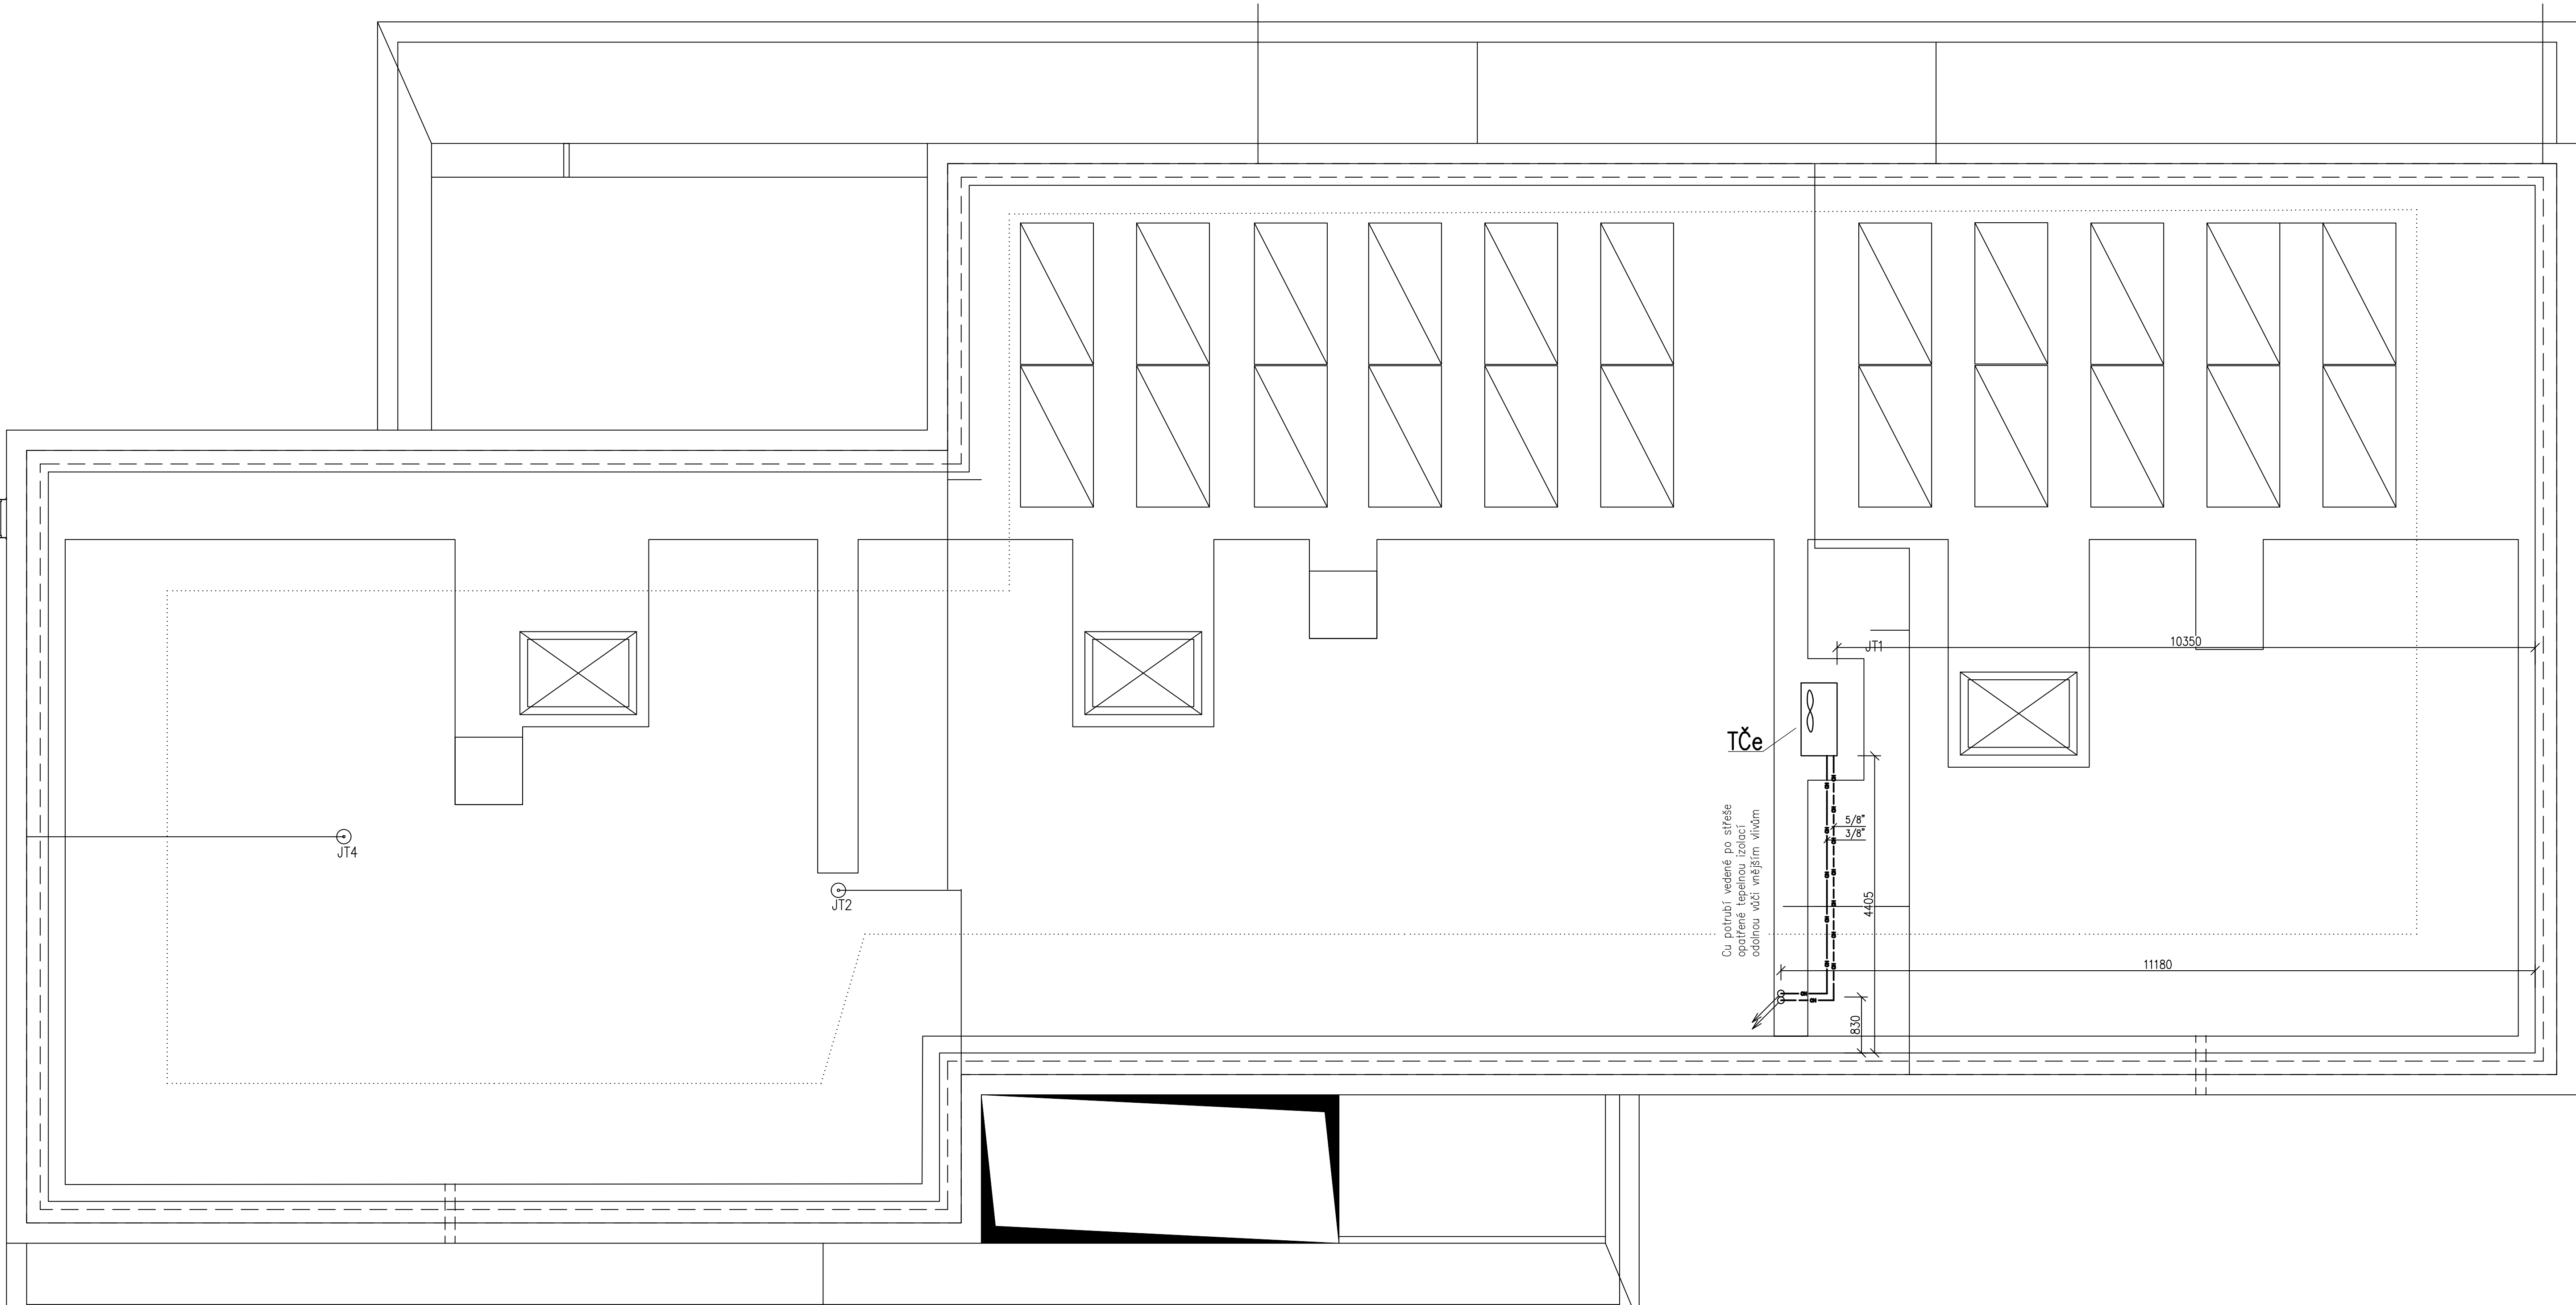 JT1
10350
TČe
Cu potrubí vedené po střeše
opatřené tepelnou izolací
odolnou vůči vnějším vlivům
5/8"
3/8"
JT4
JT2
4405
11180
830